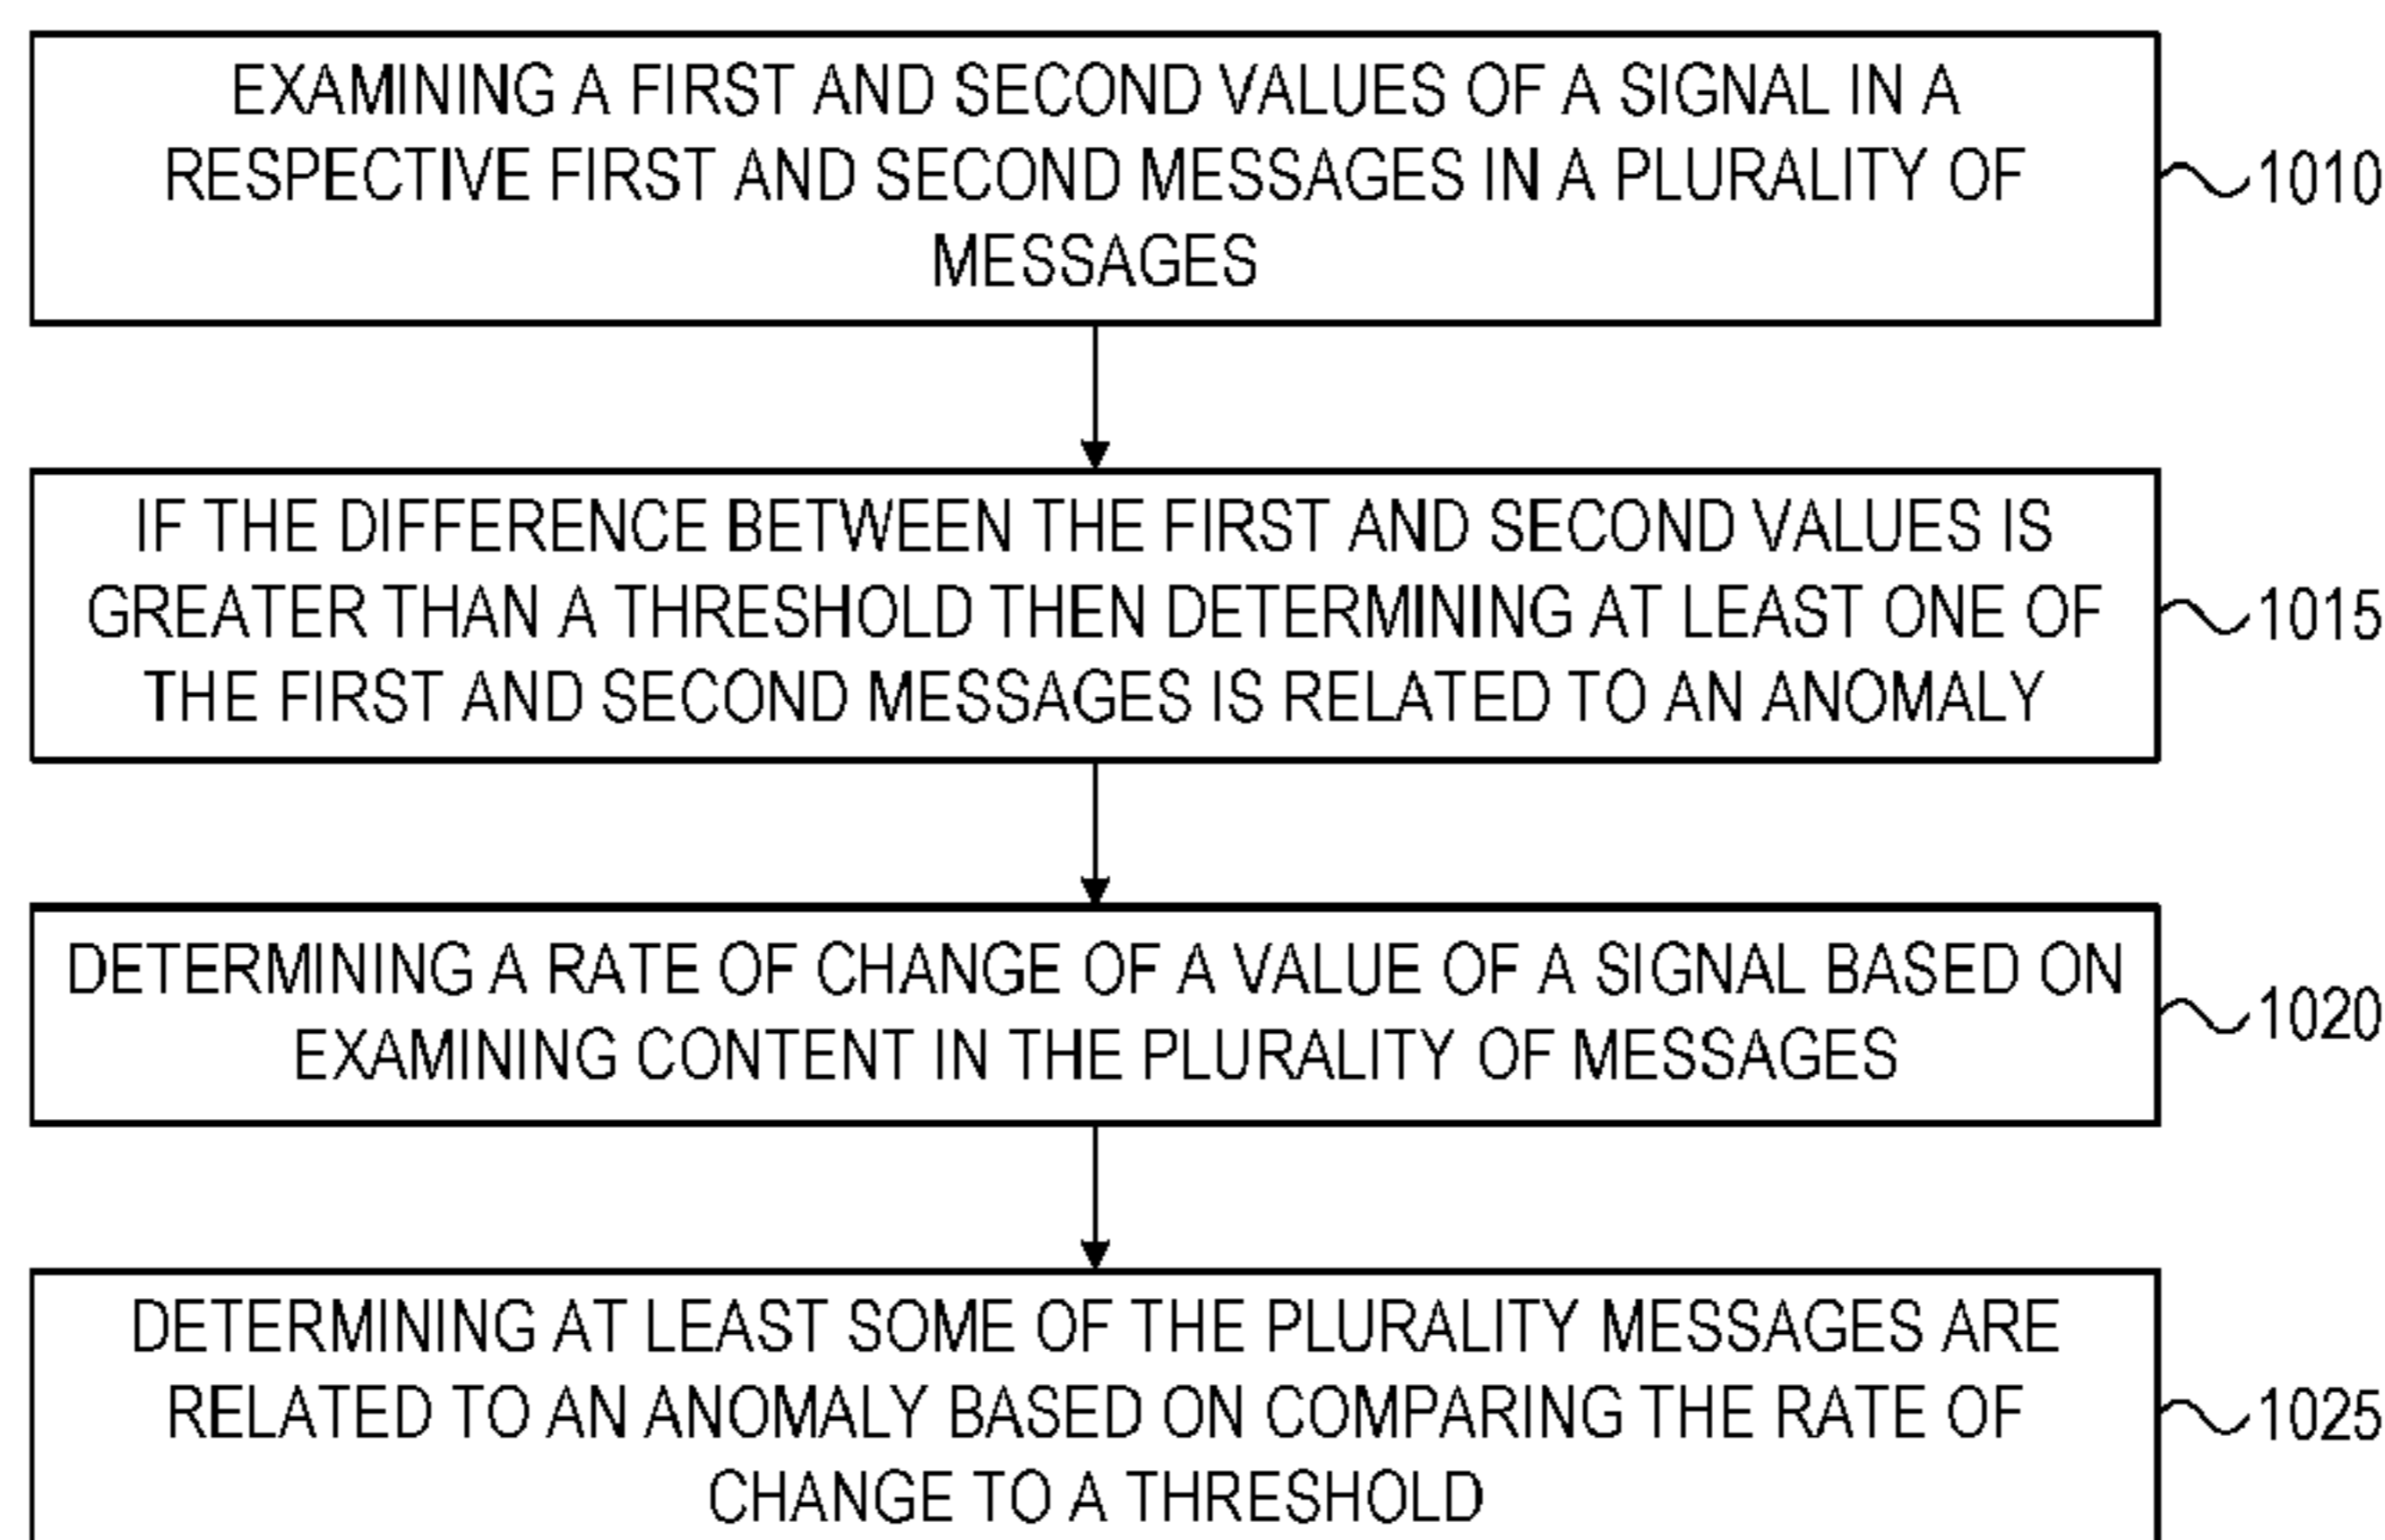 EXAMINING A FIRST AND SECOND VALUES OF A SIGNAL IN A
RESPECTIVE FIRST AND SECOND MESSAGES IN A PLURALITY OF
MESSAGES
1010
IF THE DIFFERENCE BETWEEN THE FIRST AND SECOND VALUES IS
GREATER THAN A THRESHOLD THEN DETERMINING AT LEAST ONE OF
THE FIRST AND SECOND MESSAGES IS RELATED TO AN ANOMALY
1015
DETERMINING A RATE OF CHANGE OF A VALUE OF A SIGNAL BASED ON
EXAMINING CONTENT IN THE PLURALITY OF MESSAGES
1020
DETERMINING AT LEAST SOME OF THE PLURALITY MESSAGES ARE
RELATED TO AN ANOMALY BASED ON COMPARING THE RATE OF
CHANGE TO A THRESHOLD
1025